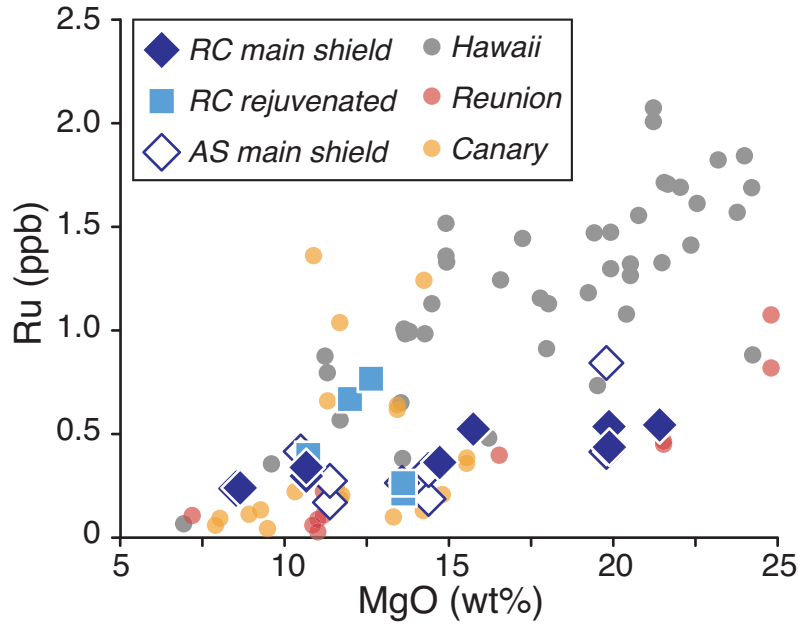 2.5
2.0
1.5
1.0
0.5
0
Ru (ppb)
RC main shield
RC rejuvenated
AS main shield
Hawaii
Reunion
Canary
5 10 15 20 25
MgO (wt%)